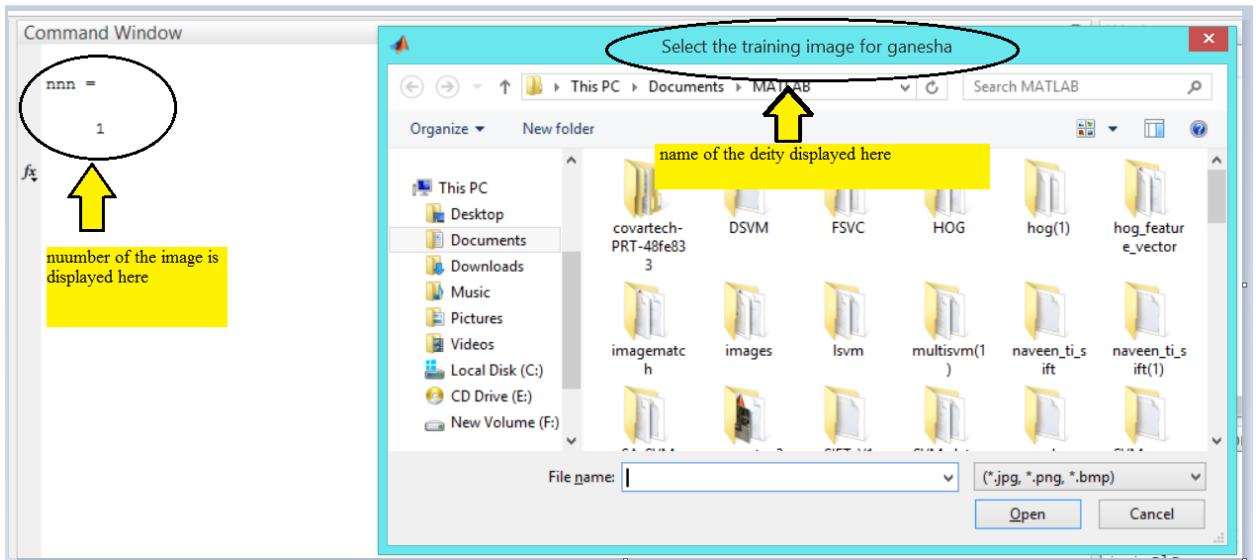 Command Window
nnn =
1
fx
nuumber of the image is
displayed here
Select the training image for ganesha
This PC Documents MATLAB
Search MATLAB
Organize New folder
name of the deity displayed here
This PC
Desktop
Documents
Downloads
Music
Pictures
Videos
Local Disk (C:)
CD Drive (E:)
New Volume (F:)
covartech-
PRT-48fe83
3
DSVM
FSVC
HOG
hog(1)
hog_featur
e_vector
imagematc
h
images
lsvm
multisvm(1
)
naveen_ti_s
ift
naveen_ti_s
ift(1)
File name:
(*.jpg, *.png, *.bmp)
Open
Cancel